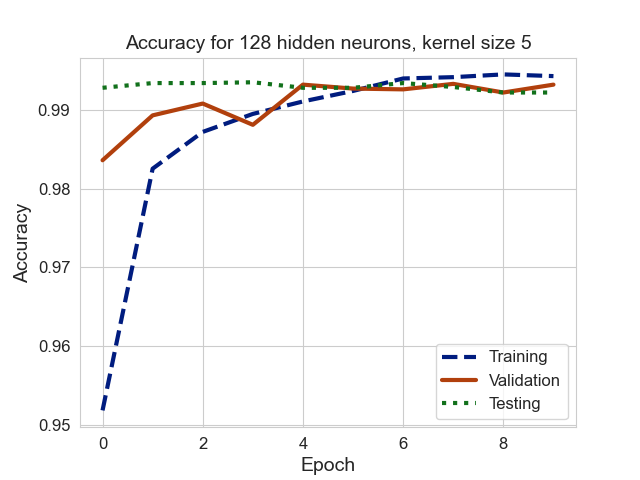 Accuracy for 128 hidden neurons, kernel size 5
Accuracy
0.99
0.98
0.97
0.96
0.95
0
2
4
6
8
Epoch
Training
Validation
Testing